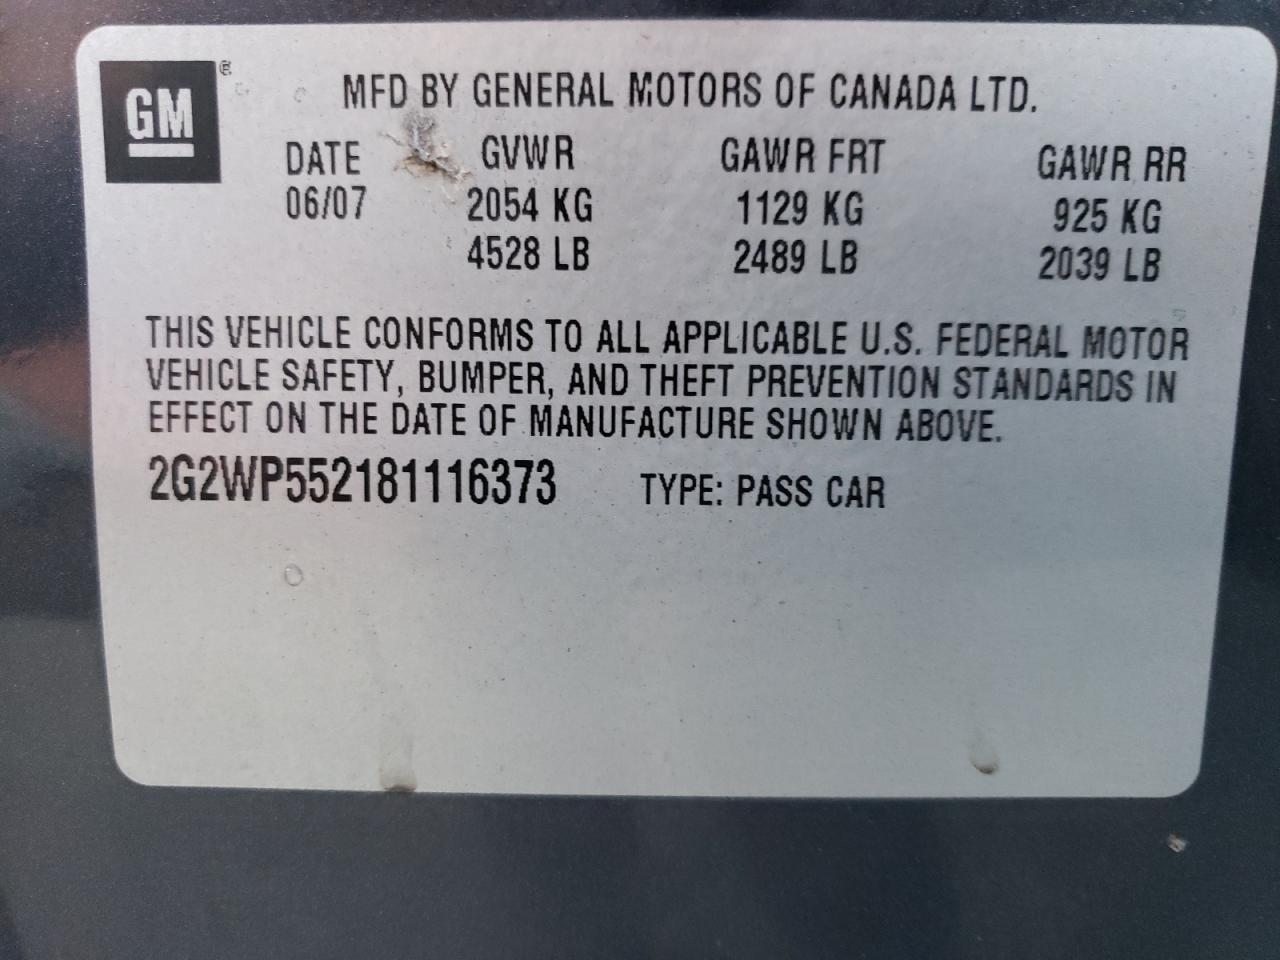 GM ®
MFD BY GENERAL MOTORS OF CANADA LTD.
DATE GVWR GAWR FRT GAWR RR
06/07 2054 KG 1129 KG 925 KG
4528 LB 2489 LB 2039 LB
THIS VEHICLE CONFORMS TO ALL APPLICABLE U.S. FEDERAL MOTOR
VEHICLE SAFETY, BUMPER, AND THEFT PREVENTION STANDARDS IN
EFFECT ON THE DATE OF MANUFACTURE SHOWN ABOVE.
2G2WP552181116373 TYPE: PASS CAR